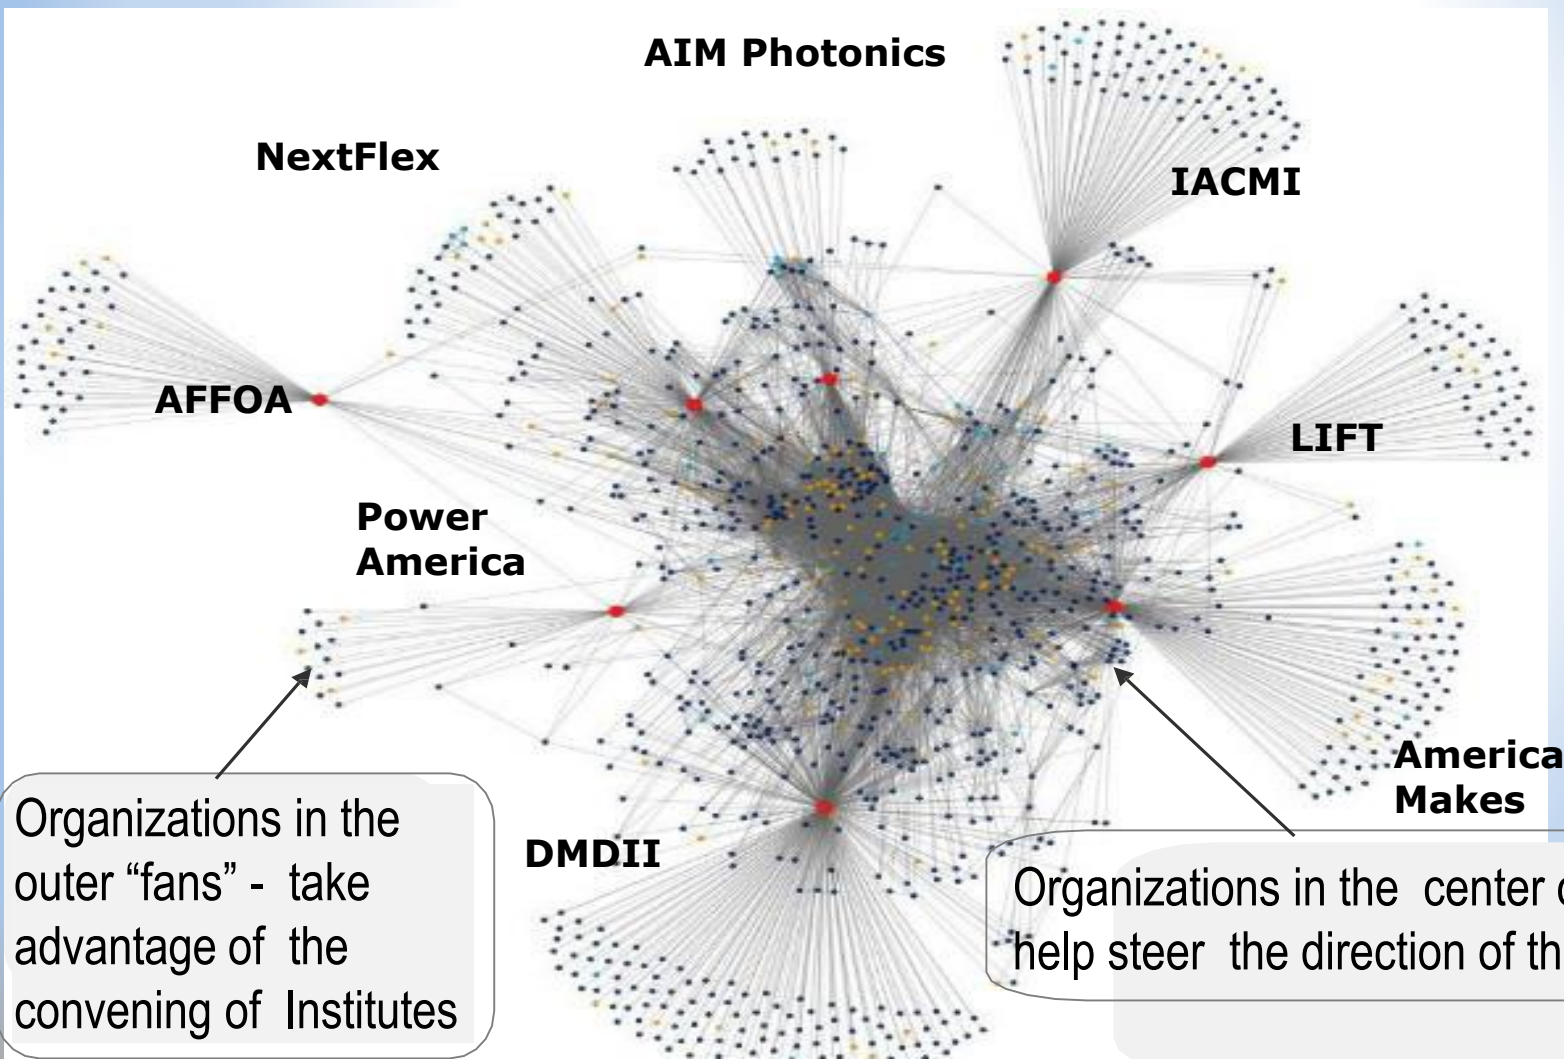 AIM Photonics
NextFlex
IACMI
AFFOA
LIFT
Power
America
America
Makes
DMDII
Organizations in the
outer “fans” - take
advantage of the
convening of Institutes
Organizations in the center
help steer the direction of